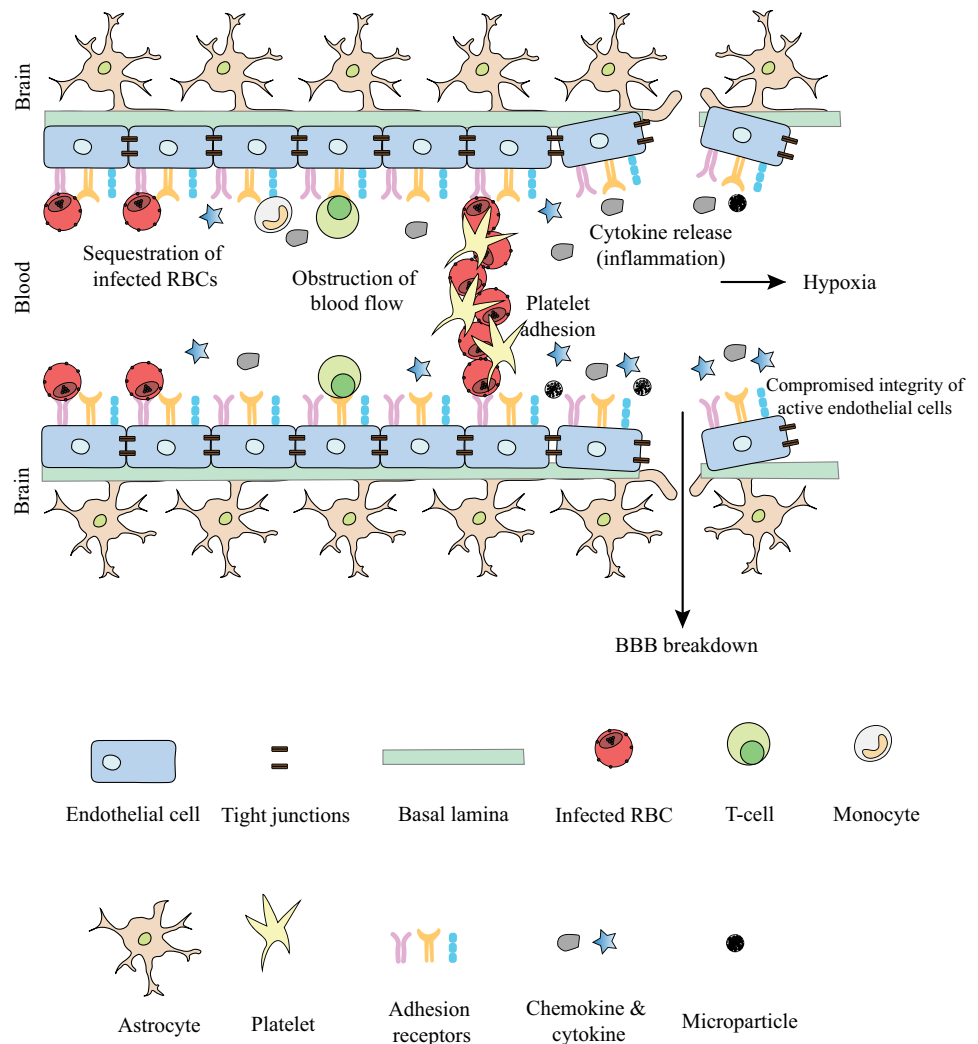 Brain
Blood
Brain
Sequestration of
infected RBCs
Obstruction of
blood flow
Platelet
adhesion
Cytokine release
(inflammation)
Hypoxia
Compromised integrity of
active endothelial cells
BBB breakdown
Endothelial cell
Tight junctions
Basal lamina
Infected RBC
T-cell
Monocyte
Astrocyte
Platelet
Adhesion
receptors
Chemokine &
cytokine
Microparticle